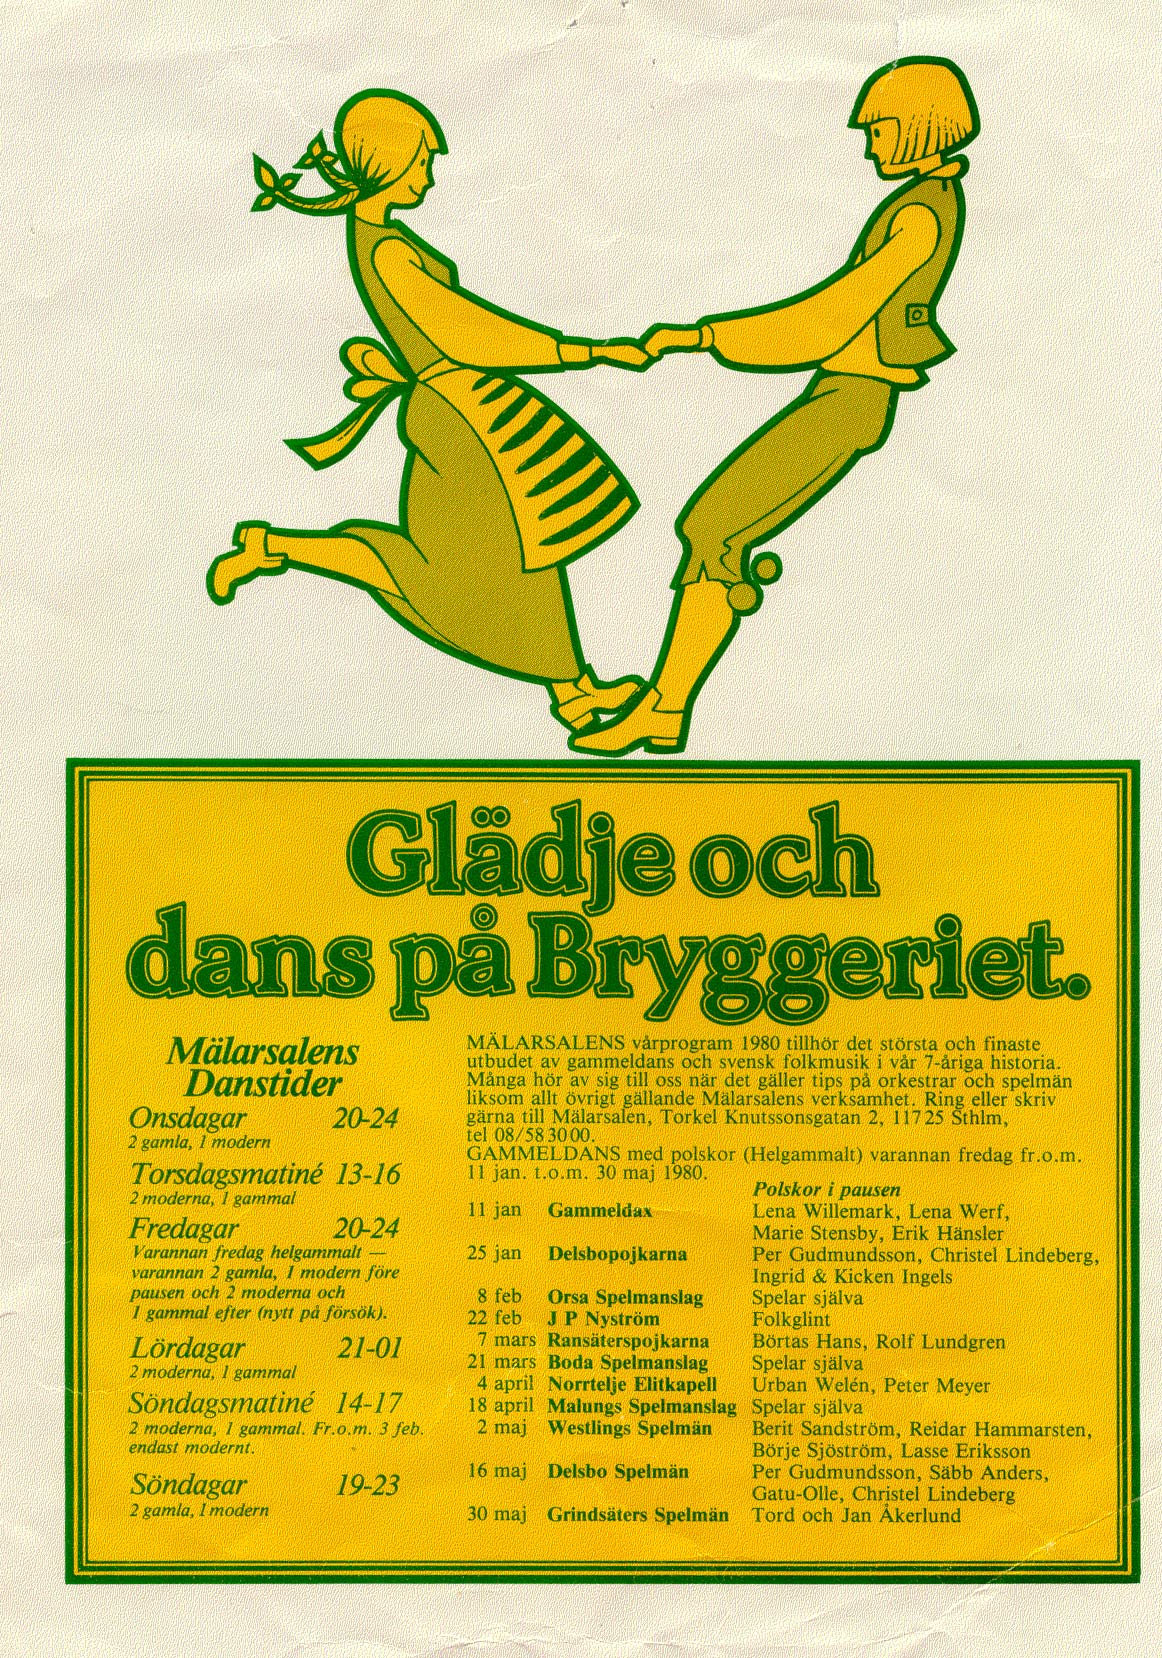 Glädje och
dans på Bryggeriet.
Mälarsalens
Danstider
Onsdagar 20-24
2 gamla, 1 modern
Torsdagsmatiné 13-16
2 moderna, 1 gammal
Fredagar 20-24
Varannan fredag helgammalt —
varannan 2 gamla, 1 modern före
pausen och 2 moderna och
1 gammal efter (nytt på försök).
Lördagar 21-01
2 moderna, 1 gammal
Söndagsmatiné 14-17
2 moderna, 1 gammal. Fr.o.m. 3 feb.
endast modernt.
Söndagar 19-23
2 gamla, 1 modern
MÄLARSALENS vårprogram 1980 tillhör det största och finaste
utbudet av gammeldans och svensk folkmusik i vår 7-åriga historia.
Många hör av sig till oss när det gäller tips på orkestrar och spelmän
liksom allt övrigt gällande Mälarsalens verksamhet. Ring eller skriv
gärna till Mälarsalen, Torkel Knutssonsgatan 2, 117 25 Sthlm,
tel 08/58 30 00.
GAMMELDANS med polskor (Helgammalt) varannan fredag fr.o.m.
11 jan. t.o.m. 30 maj 1980.
Polskor i pausen
11 jan Gammeldax Lena Willemark, Lena Werf,
Marie Stensby, Erik Hänsler
25 jan Delsbopojkarna Per Gudmundsson, Christel Lindeberg,
Ingrid & Kicken Ingels
8 feb Orsa Spelmanslag Spelar själva
22 feb J P Nyström Folkglint
7 mars Ransäterspojkarna Börtas Hans, Rolf Lundgren
21 mars Boda Spelmanslag Spelar själva
4 april Norrtelje Elitkapell Urban Welén, Peter Meyer
18 april Malungs Spelmanslag Spelar själva
2 maj Westlings Spelmän Berit Sandström, Reidar Hammarsten,
Börje Sjöström, Lasse Eriksson
16 maj Delsbo Spelmän Per Gudmundsson, Säbb Anders,
Gatu-Olle, Christel Lindeberg
30 maj Grindsäters Spelmän Tord och Jan Åkerlund